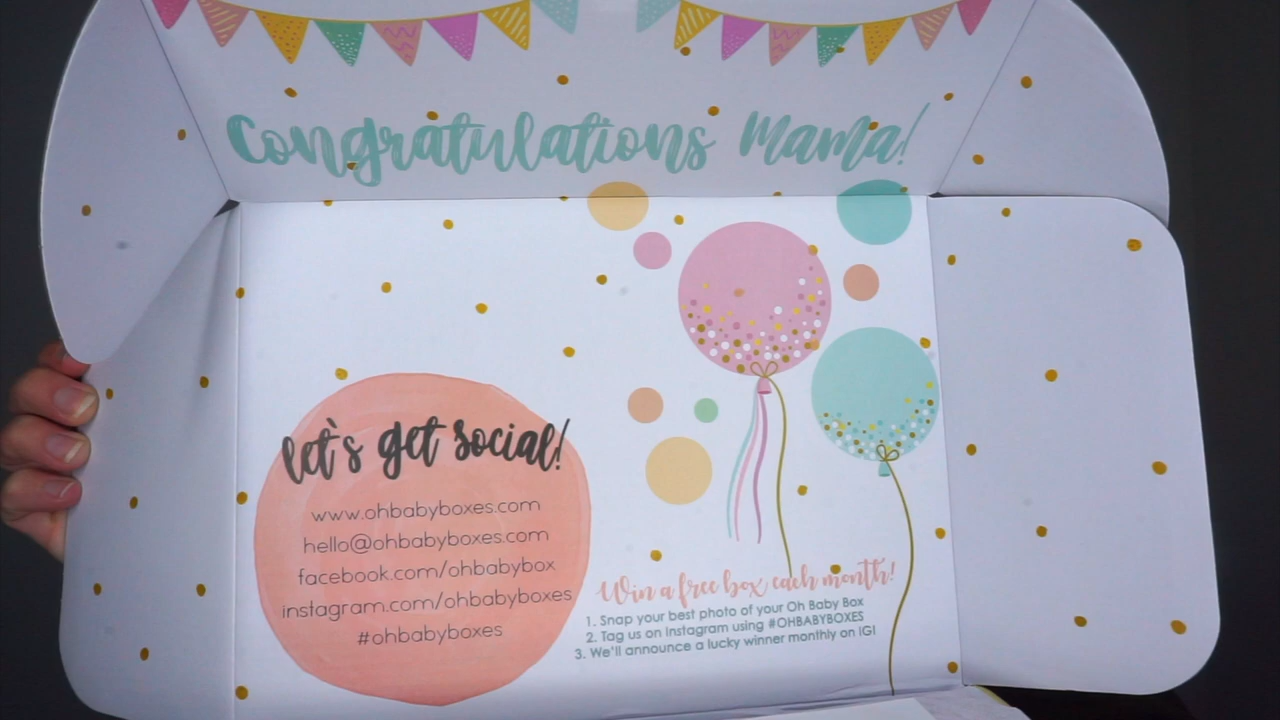 Congratulations Mama!
let's get social!
www.ohbabyboxes.com
hello@ohbabyboxes.com
facebook.com/ohbabybox
instagram.com/ohbabyboxes
#ohbabyboxes
Win a free box each month!
1. Snap your best photo of your Oh Baby Box
2. Tag us on Instagram using #OHBABYBOXES
3. We'll announce a lucky winner monthly on IG!